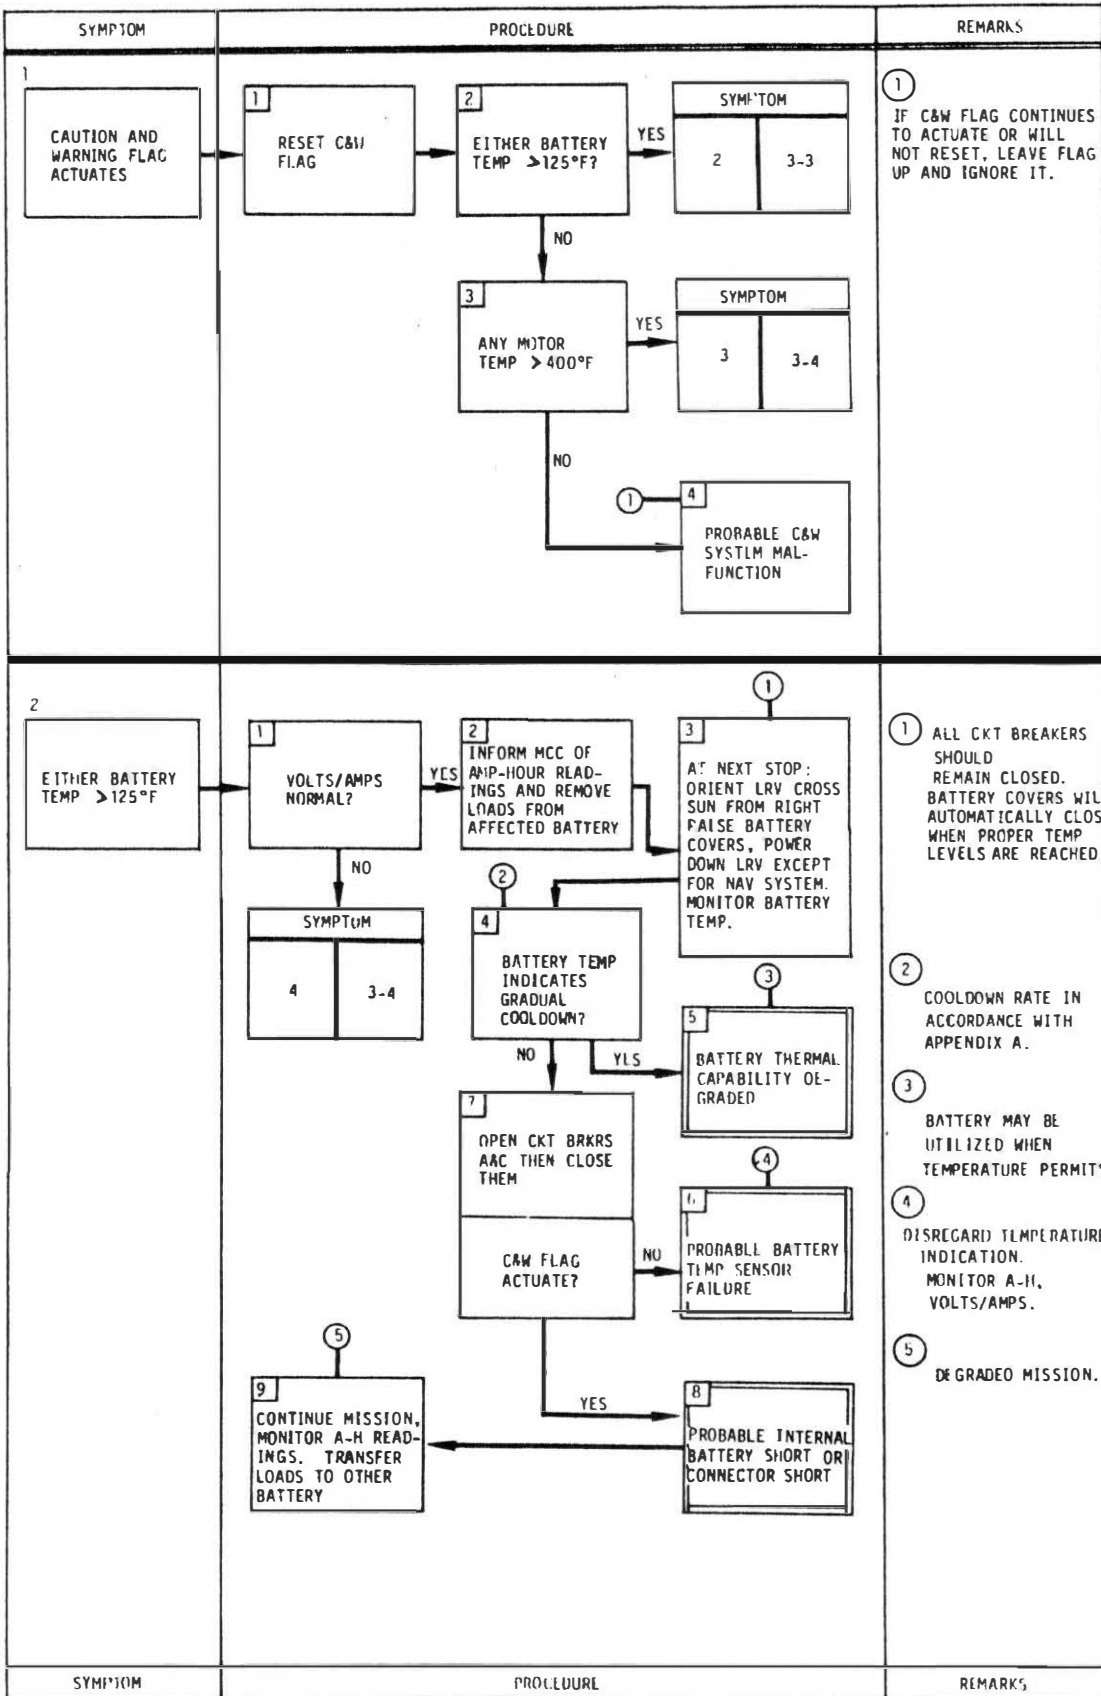 SYMPTOM PROCEDURE REMARKS
1
CAUTION AND
WARNING FLAG
ACTUATES
1
RESET C&W
FLAG
2
EITHER BATTERY
TEMP >125°F?
YES
SYMPTOM
2 3-3
NO
3
ANY MOTOR
TEMP >400°F
YES
SYMPTOM
3 3-4
NO
1
4
PROBABLE C&W
SYSTEM MAL-
FUNCTION
1
IF C&W FLAG CONTINUES
TO ACTUATE OR WILL
NOT RESET, LEAVE FLAG
UP AND IGNORE IT.
2
EITHER BATTERY
TEMP >125°F
1
VOLTS/AMPS
NORMAL?
YES
NO
SYMPTOM
4 3-4
2
INFORM MCC OF
AMP-HOUR READ-
INGS AND REMOVE
LOADS FROM
AFFECTED BATTERY
1
3
AT NEXT STOP:
ORIENT LRV CROSS
SUN FROM RIGHT
RAISE BATTERY
COVERS, POWER
DOWN LRV EXCEPT
FOR NAV SYSTEM.
MONITOR BATTERY
TEMP.
2
4
BATTERY TEMP
INDICATES
GRADUAL
COOLDOWN?
NO
YES
3
5
BATTERY THERMAL
CAPABILITY DE-
GRADED
7
OPEN CKT BRKRS
A&C THEN CLOSE
THEM
C&W FLAG
ACTUATE?
NO
4
6
PROBABLE BATTERY
TEMP SENSOR
FAILURE
YES
8
PROBABLE INTERNAL
BATTERY SHORT OR
CONNECTOR SHORT
5
9
CONTINUE MISSION,
MONITOR A-H READ-
INGS. TRANSFER
LOADS TO OTHER
BATTERY
1 ALL CKT BREAKERS
SHOULD
REMAIN CLOSED.
BATTERY COVERS WIL
AUTOMATICALLY CLOS
WHEN PROPER TEMP
LEVELS ARE REACHED
2
COOLDOWN RATE IN
ACCORDANCE WITH
APPENDIX A.
3
BATTERY MAY BE
UTILIZED WHEN
TEMPERATURE PERMIT
4
DISREGARD TEMPERATURE
INDICATION.
MONITOR A-H,
VOLTS/AMPS.
5
DEGRADED MISSION.
SYMPTOM PROCEDURE REMARKS